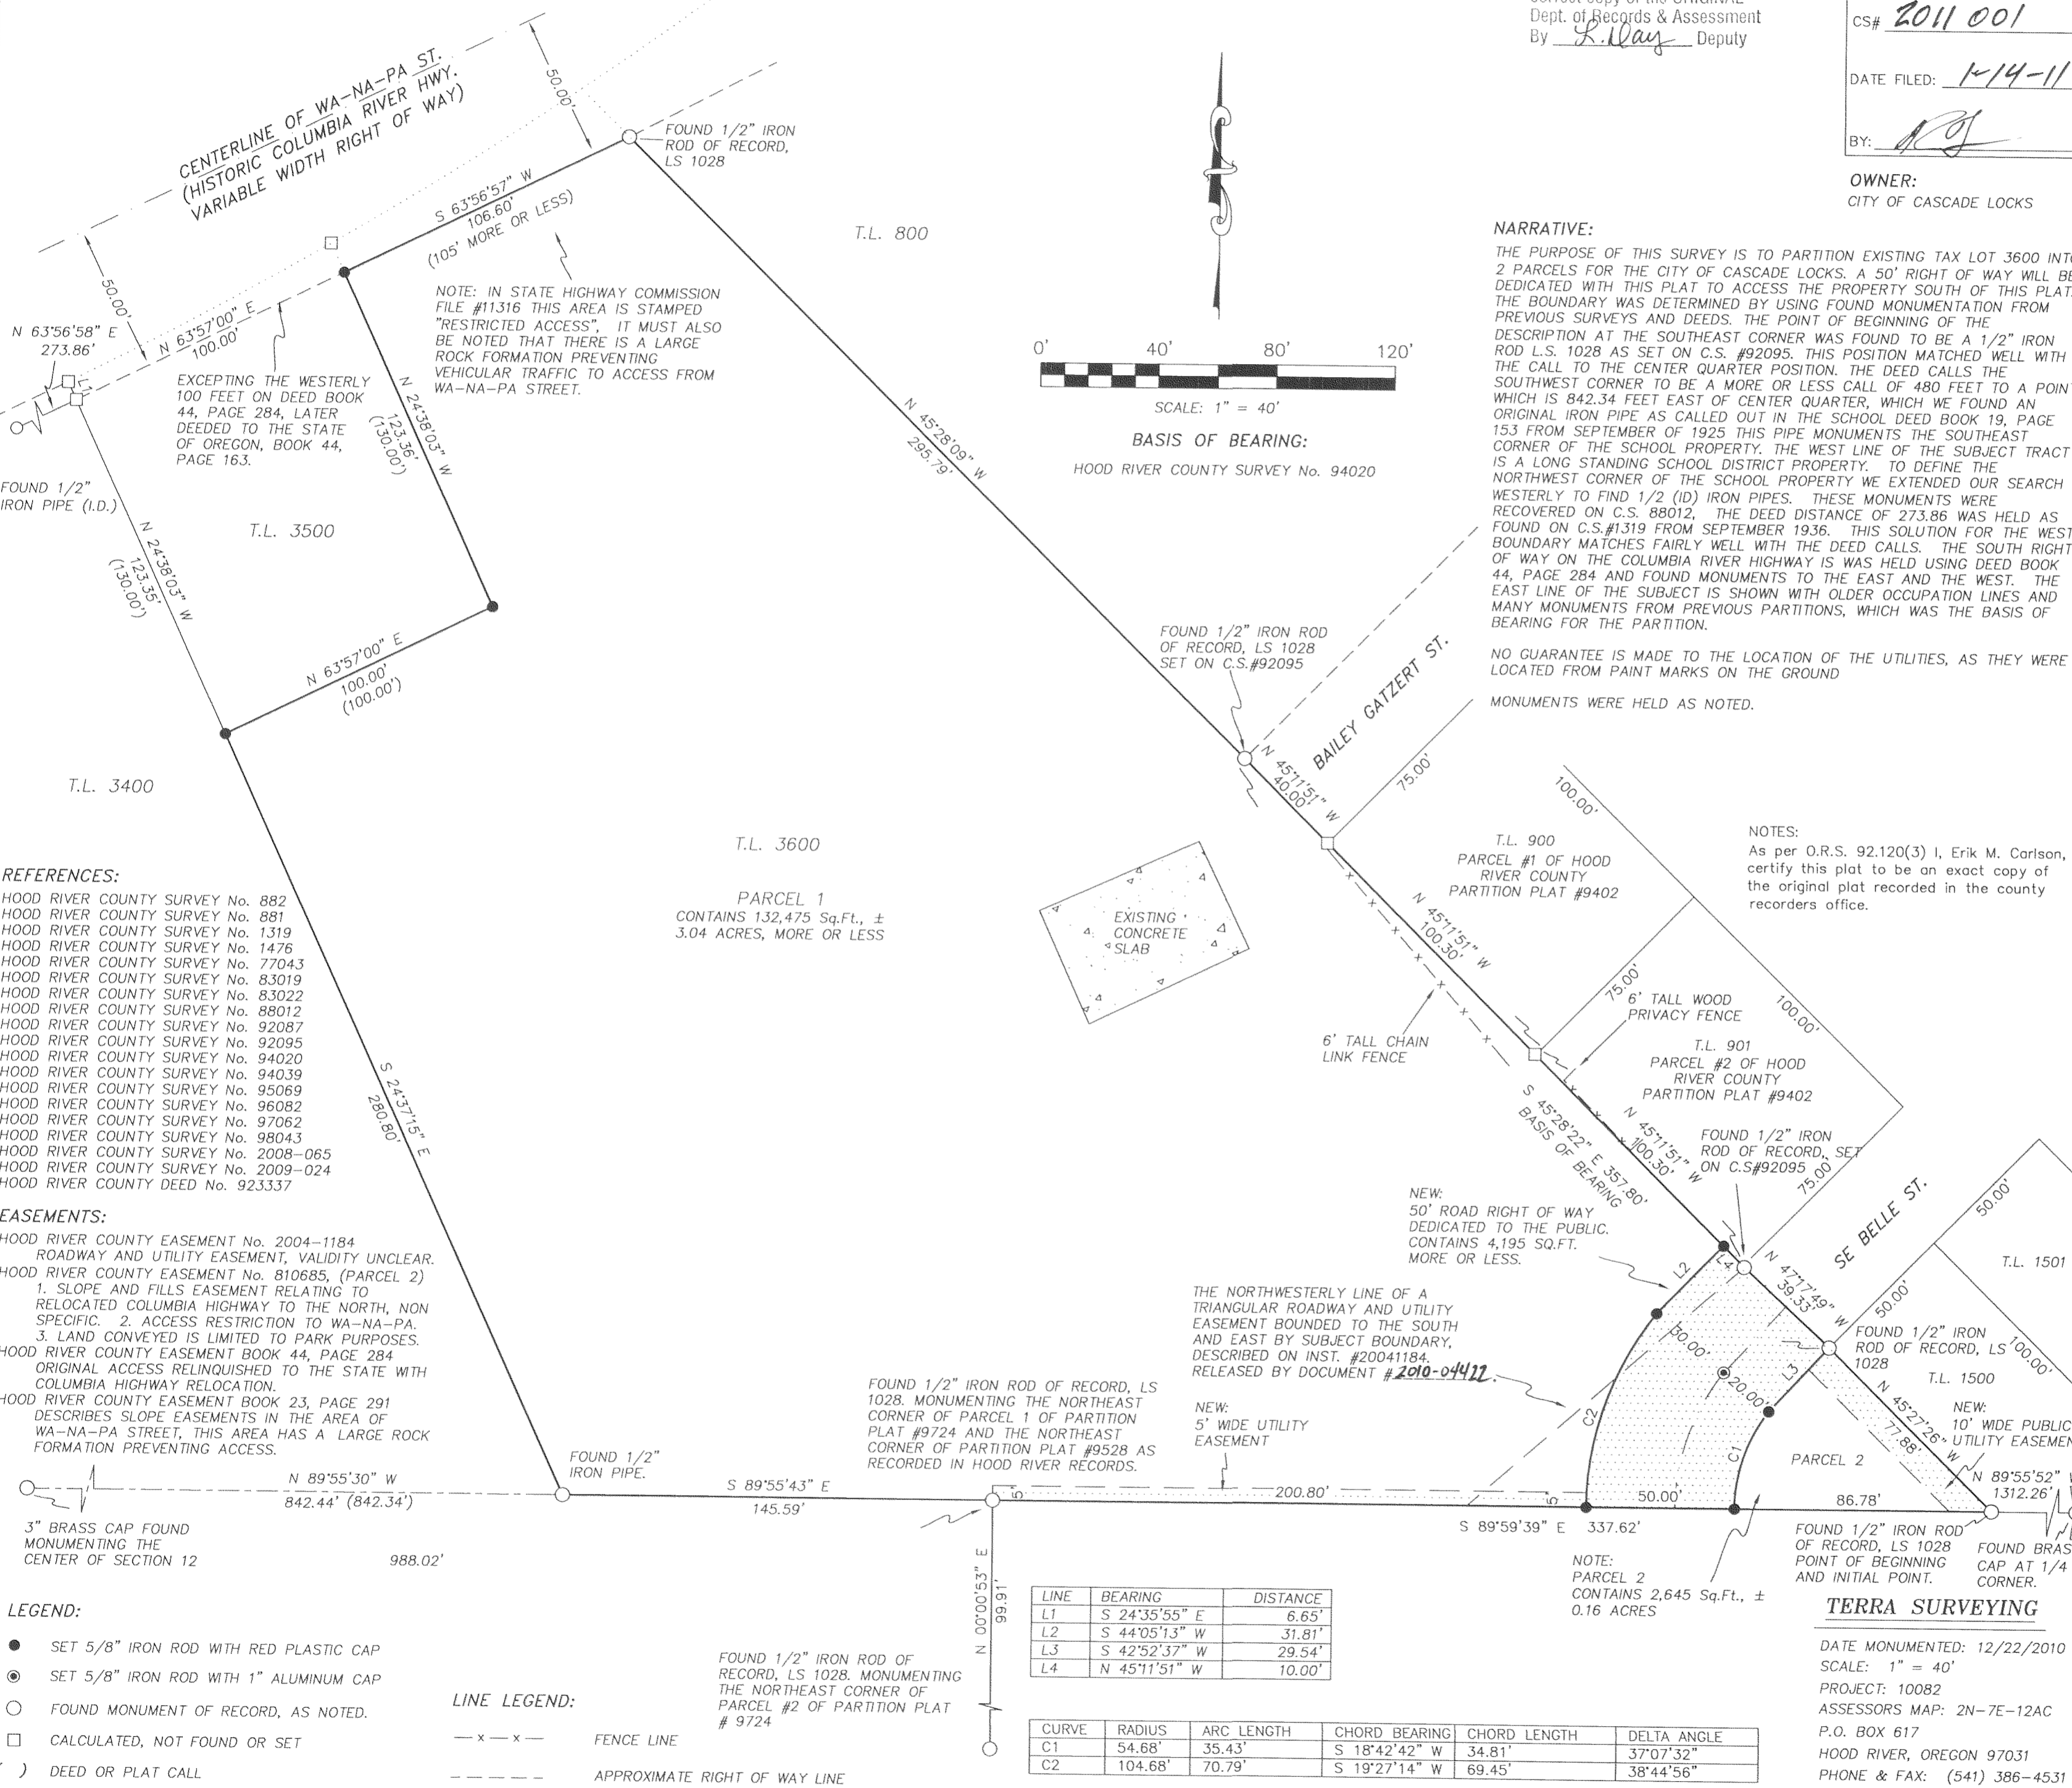 correct copy of the ORIGINAL
Dept. of Records & Assessment
By L. Day Deputy
CS# 2011 001
DATE FILED: 1-14-11
BY:
OWNER:
CITY OF CASCADE LOCKS
CENTERLINE OF WA-NA-PA ST.
(HISTORIC COLUMBIA RIVER HWY.
VARIABLE WIDTH RIGHT OF WAY)
50.00'
50.00'
FOUND 1/2" IRON
ROD OF RECORD,
LS 1028
S 63°56'57" W
106.60'
(105' MORE OR LESS)
T.L. 800
NOTE: IN STATE HIGHWAY COMMISSION
FILE #11316 THIS AREA IS STAMPED
"RESTRICTED ACCESS", IT MUST ALSO
BE NOTED THAT THERE IS A LARGE
ROCK FORMATION PREVENTING
VEHICULAR TRAFFIC TO ACCESS FROM
WA-NA-PA STREET.
N 63°56'58" E
273.86'
N 63°57'00" E
100.00'
L1
EXCEPTING THE WESTERLY
100 FEET ON DEED BOOK
44, PAGE 284, LATER
DEEDED TO THE STATE
OF OREGON, BOOK 44,
PAGE 163.
N 24°38'03" W
123.36'
(130.00')
FOUND 1/2"
IRON PIPE (I.D.)
T.L. 3500
N 24°38'03" W
123.35'
(130.00')
N 63°57'00" E
100.00'
(100.00')
T.L. 3400
N 45°28'09" W
295.79'
0' 40' 80' 120'
SCALE: 1" = 40'
BASIS OF BEARING:
HOOD RIVER COUNTY SURVEY No. 94020
NARRATIVE:
THE PURPOSE OF THIS SURVEY IS TO PARTITION EXISTING TAX LOT 3600 INTO
2 PARCELS FOR THE CITY OF CASCADE LOCKS. A 50' RIGHT OF WAY WILL BE
DEDICATED WITH THIS PLAT TO ACCESS THE PROPERTY SOUTH OF THIS PLAT.
THE BOUNDARY WAS DETERMINED BY USING FOUND MONUMENTATION FROM
PREVIOUS SURVEYS AND DEEDS. THE POINT OF BEGINNING OF THE
DESCRIPTION AT THE SOUTHEAST CORNER WAS FOUND TO BE A 1/2" IRON
ROD L.S. 1028 AS SET ON C.S. #92095. THIS POSITION MATCHED WELL WITH
THE CALL TO THE CENTER QUARTER POSITION. THE DEED CALLS THE
SOUTHWEST CORNER TO BE A MORE OR LESS CALL OF 480 FEET TO A POINT
WHICH IS 842.34 FEET EAST OF CENTER QUARTER, WHICH WE FOUND AN
ORIGINAL IRON PIPE AS CALLED OUT IN THE SCHOOL DEED BOOK 19, PAGE
153 FROM SEPTEMBER OF 1925 THIS PIPE MONUMENTS THE SOUTHEAST
CORNER OF THE SCHOOL PROPERTY. THE WEST LINE OF THE SUBJECT TRACT
IS A LONG STANDING SCHOOL DISTRICT PROPERTY. TO DEFINE THE
NORTHWEST CORNER OF THE SCHOOL PROPERTY WE EXTENDED OUR SEARCH
WESTERLY TO FIND 1/2 (ID) IRON PIPES. THESE MONUMENTS WERE
RECOVERED ON C.S. 88012, THE DEED DISTANCE OF 273.86 WAS HELD AS
FOUND ON C.S.#1319 FROM SEPTEMBER 1936. THIS SOLUTION FOR THE WEST
BOUNDARY MATCHES FAIRLY WELL WITH THE DEED CALLS. THE SOUTH RIGHT
OF WAY ON THE COLUMBIA RIVER HIGHWAY IS WAS HELD USING DEED BOOK
44, PAGE 284 AND FOUND MONUMENTS TO THE EAST AND THE WEST. THE
EAST LINE OF THE SUBJECT IS SHOWN WITH OLDER OCCUPATION LINES AND
MANY MONUMENTS FROM PREVIOUS PARTITIONS, WHICH WAS THE BASIS OF
BEARING FOR THE PARTITION.
NO GUARANTEE IS MADE TO THE LOCATION OF THE UTILITIES, AS THEY WERE
LOCATED FROM PAINT MARKS ON THE GROUND
MONUMENTS WERE HELD AS NOTED.
FOUND 1/2" IRON ROD
OF RECORD, LS 1028
SET ON C.S.#92095
BAILEY GATZERT ST.
N 45°11'51" W
40.00'
75.00'
100.00'
T.L. 900
PARCEL #1 OF HOOD
RIVER COUNTY
PARTITION PLAT #9402
NOTES:
As per O.R.S. 92.120(3) I, Erik M. Carlson,
certify this plat to be an exact copy of
the original plat recorded in the county
recorders office.
T.L. 3600
PARCEL 1
CONTAINS 132,475 Sq.Ft., ±
3.04 ACRES, MORE OR LESS
EXISTING
CONCRETE
SLAB
N 45°11'51" W
100.30'
75.00'
6' TALL WOOD
PRIVACY FENCE
100.00'
6' TALL CHAIN
LINK FENCE
T.L. 901
PARCEL #2 OF HOOD
RIVER COUNTY
PARTITION PLAT #9402
S 45°28'22" E 357.80'
BASIS OF BEARING
N 45°11'51" W
100.30'
FOUND 1/2" IRON
ROD OF RECORD, SET
ON C.S#92095
75.00'
REFERENCES:
HOOD RIVER COUNTY SURVEY No. 882
HOOD RIVER COUNTY SURVEY No. 881
HOOD RIVER COUNTY SURVEY No. 1319
HOOD RIVER COUNTY SURVEY No. 1476
HOOD RIVER COUNTY SURVEY No. 77043
HOOD RIVER COUNTY SURVEY No. 83019
HOOD RIVER COUNTY SURVEY No. 83022
HOOD RIVER COUNTY SURVEY No. 88012
HOOD RIVER COUNTY SURVEY No. 92087
HOOD RIVER COUNTY SURVEY No. 92095
HOOD RIVER COUNTY SURVEY No. 94020
HOOD RIVER COUNTY SURVEY No. 94039
HOOD RIVER COUNTY SURVEY No. 95069
HOOD RIVER COUNTY SURVEY No. 96082
HOOD RIVER COUNTY SURVEY No. 97062
HOOD RIVER COUNTY SURVEY No. 98043
HOOD RIVER COUNTY SURVEY No. 2008-065
HOOD RIVER COUNTY SURVEY No. 2009-024
HOOD RIVER COUNTY DEED No. 923337
S 24°37'15" E
280.80'
EASEMENTS:
HOOD RIVER COUNTY EASEMENT No. 2004-1184
ROADWAY AND UTILITY EASEMENT, VALIDITY UNCLEAR.
HOOD RIVER COUNTY EASEMENT No. 810685, (PARCEL 2)
1. SLOPE AND FILLS EASEMENT RELATING TO
RELOCATED COLUMBIA HIGHWAY TO THE NORTH, NON
SPECIFIC. 2. ACCESS RESTRICTION TO WA-NA-PA.
3. LAND CONVEYED IS LIMITED TO PARK PURPOSES.
HOOD RIVER COUNTY EASEMENT BOOK 44, PAGE 284
ORIGINAL ACCESS RELINQUISHED TO THE STATE WITH
COLUMBIA HIGHWAY RELOCATION.
HOOD RIVER COUNTY EASEMENT BOOK 23, PAGE 291
DESCRIBES SLOPE EASEMENTS IN THE AREA OF
WA-NA-PA STREET, THIS AREA HAS A LARGE ROCK
FORMATION PREVENTING ACCESS.
NEW:
50' ROAD RIGHT OF WAY
DEDICATED TO THE PUBLIC.
CONTAINS 4,195 SQ.FT.
MORE OR LESS.
THE NORTHWESTERLY LINE OF A
TRIANGULAR ROADWAY AND UTILITY
EASEMENT BOUNDED TO THE SOUTH
AND EAST BY SUBJECT BOUNDARY,
DESCRIBED ON INST. #20041184.
RELEASED BY DOCUMENT #2010-04422.
L2
L4
N 47°17'49" W
39.33'
SE BELLE ST.
50.00'
50.00'
T.L. 1501
100.00'
30.00'
20.00'
L3
C2
C1
FOUND 1/2" IRON
ROD OF RECORD, LS
1028
T.L. 1500
N 45°27'26" W
77.88'
NEW:
10' WIDE PUBLIC
UTILITY EASEMEN
PARCEL 2
N 89°55'52" W
1312.26'
FOUND 1/2" IRON ROD OF RECORD, LS
1028. MONUMENTING THE NORTHEAST
CORNER OF PARCEL 1 OF PARTITION
PLAT #9724 AND THE NORTHEAST
CORNER OF PARTITION PLAT #9528 AS
RECORDED IN HOOD RIVER RECORDS.
NEW:
5' WIDE UTILITY
EASEMENT
FOUND 1/2"
IRON PIPE.
N 89°55'30" W
842.44' (842.34')
S 89°55'43" E
145.59'
5'
200.80'
5'
50.00'
86.78'
S 89°59'39" E 337.62'
3" BRASS CAP FOUND
MONUMENTING THE
CENTER OF SECTION 12
988.02'
N 00°00'53" E
99.91'
NOTE:
PARCEL 2
CONTAINS 2,645 Sq.Ft., ±
0.16 ACRES
FOUND 1/2" IRON ROD
OF RECORD, LS 1028
POINT OF BEGINNING
AND INITIAL POINT.
FOUND BRAS
CAP AT 1/4
CORNER.
LEGEND:
SET 5/8" IRON ROD WITH RED PLASTIC CAP
SET 5/8" IRON ROD WITH 1" ALUMINUM CAP
FOUND MONUMENT OF RECORD, AS NOTED.
CALCULATED, NOT FOUND OR SET
( ) DEED OR PLAT CALL
LINE LEGEND:
— x — x — FENCE LINE
APPROXIMATE RIGHT OF WAY LINE
FOUND 1/2" IRON ROD OF
RECORD, LS 1028. MONUMENTING
THE NORTHEAST CORNER OF
PARCEL #2 OF PARTITION PLAT
# 9724
LINE BEARING DISTANCE
L1 S 24°35'55" E 6.65'
L2 S 44°05'13" W 31.81'
L3 S 42°52'37" W 29.54'
L4 N 45°11'51" W 10.00'
CURVE RADIUS ARC LENGTH CHORD BEARING CHORD LENGTH DELTA ANGLE
C1 54.68' 35.43' S 18°42'42" W 34.81' 37°07'32"
C2 104.68' 70.79' S 19°27'14" W 69.45' 38°44'56"
TERRA SURVEYING
DATE MONUMENTED: 12/22/2010
SCALE: 1" = 40'
PROJECT: 10082
ASSESSORS MAP: 2N-7E-12AC
P.O. BOX 617
HOOD RIVER, OREGON 97031
PHONE & FAX: (541) 386-4531